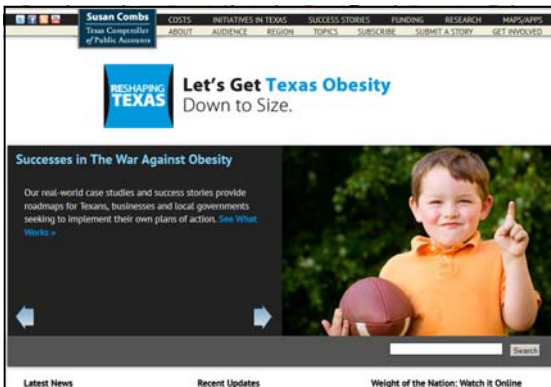 Susan Combs
Texas Comptroller
of Public Accounts
COSTS INITIATIVES IN TEXAS SUCCESS STORIES FUNDING RESEARCH MAPS/APPS
ABOUT AUDIENCE REGION TOPICS SUBSCRIBE SUBMIT A STORY GET INVOLVED
RESHAPING
TEXAS
Let's Get Texas Obesity
Down to Size.
Successes in The War Against Obesity
Our real-world case studies and success stories provide
roadmaps for Texans, businesses and local governments
seeking to implement their own plans of action. See What
Works »
Search
Latest News Recent Updates Weight of the Nation: Watch it Online